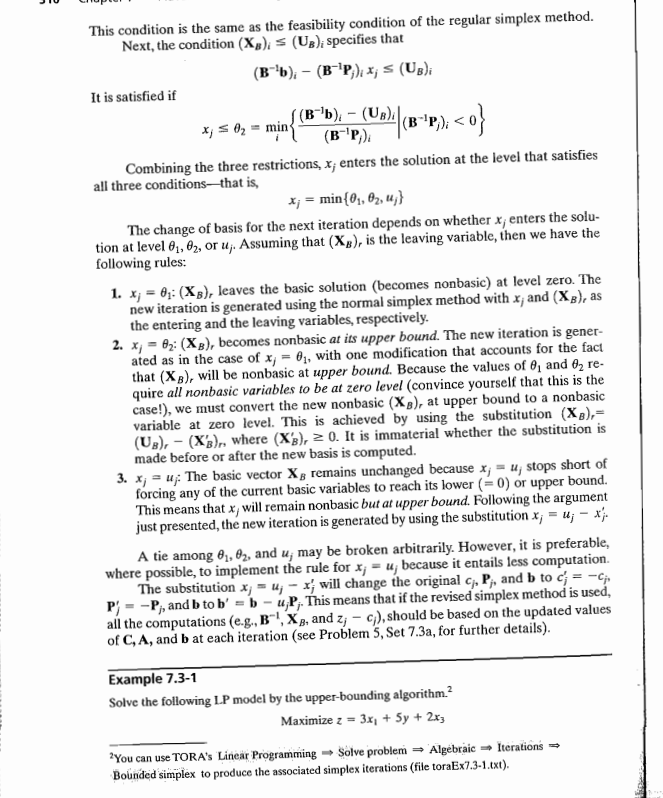 This condition is the same as the feasibility condition of the regular simplex method.
Next, the condition (X_B)_i ≤ (U_B)_i specifies that
(B⁻¹b)_i − (B⁻¹P_j)_i x_j ≤ (U_B)_i
It is satisfied if
x_j ≤ θ₂ = min_i { (B⁻¹b)_i − (U_B)_i / (B⁻¹P_j)_i | (B⁻¹P_j)_i < 0 }
Combining the three restrictions, x_j enters the solution at the level that satisfies
all three conditions—that is,
x_j = min{θ₁, θ₂, u_j}
The change of basis for the next iteration depends on whether x_j enters the solu-
tion at level θ₁, θ₂, or u_j. Assuming that (X_B)_r is the leaving variable, then we have the
following rules:
1. x_j = θ₁: (X_B)_r leaves the basic solution (becomes nonbasic) at level zero. The
new iteration is generated using the normal simplex method with x_j and (X_B)_r as
the entering and the leaving variables, respectively.
2. x_j = θ₂: (X_B)_r becomes nonbasic at its upper bound. The new iteration is gener-
ated as in the case of x_j = θ₁, with one modification that accounts for the fact
that (X_B)_r will be nonbasic at upper bound. Because the values of θ₁ and θ₂ re-
quire all nonbasic variables to be at zero level (convince yourself that this is the
case!), we must convert the new nonbasic (X_B)_r at upper bound to a nonbasic
variable at zero level. This is achieved by using the substitution (X_B)_r =
(U_B)_r − (X′_B)_r, where (X′_B)_r ≥ 0. It is immaterial whether the substitution is
made before or after the new basis is computed.
3. x_j = u_j: The basic vector X_B remains unchanged because x_j = u_j stops short of
forcing any of the current basic variables to reach its lower (= 0) or upper bound.
This means that x_j will remain nonbasic but at upper bound. Following the argument
just presented, the new iteration is generated by using the substitution x_j = u_j − x′_j.
A tie among θ₁, θ₂, and u_j may be broken arbitrarily. However, it is preferable,
where possible, to implement the rule for x_j = u_j because it entails less computation.
The substitution x_j = u_j − x′_j will change the original c_j, P_j, and b to c′_j = −c_j,
P′_j = −P_j, and b to b′ = b − u_jP_j. This means that if the revised simplex method is used,
all the computations (e.g., B⁻¹, X_B, and z_j − c_j), should be based on the updated values
of C, A, and b at each iteration (see Problem 5, Set 7.3a, for further details).
Example 7.3-1
Solve the following LP model by the upper-bounding algorithm.²
Maximize z = 3x₁ + 5y + 2x₃
²You can use TORA's Linear Programming ⇒ Solve problem ⇒ Algebraic ⇒ Iterations ⇒
Bounded simplex to produce the associated simplex iterations (file toraEx7.3-1.txt).